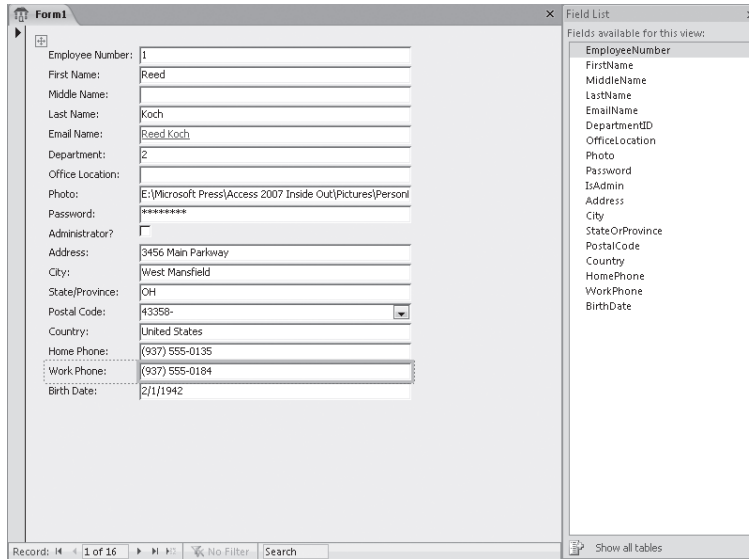 Form1
Employee Number: 1
First Name: Reed
Middle Name:
Last Name: Koch
Email Name: Reed Koch
Department: 2
Office Location:
Photo: E:\Microsoft Press\Access 2007 Inside Out\Pictures\Personl
Password: ********
Administrator?
Address: 3456 Main Parkway
City: West Mansfield
State/Province: OH
Postal Code: 43358-
Country: United States
Home Phone: (937) 555-0135
Work Phone: (937) 555-0184
Birth Date: 2/1/1942
Record: 1 of 16 No Filter Search
Field List
Fields available for this view:
EmployeeNumber
FirstName
MiddleName
LastName
EmailName
DepartmentID
OfficeLocation
Photo
Password
IsAdmin
Address
City
StateOrProvince
PostalCode
Country
HomePhone
WorkPhone
BirthDate
Show all tables